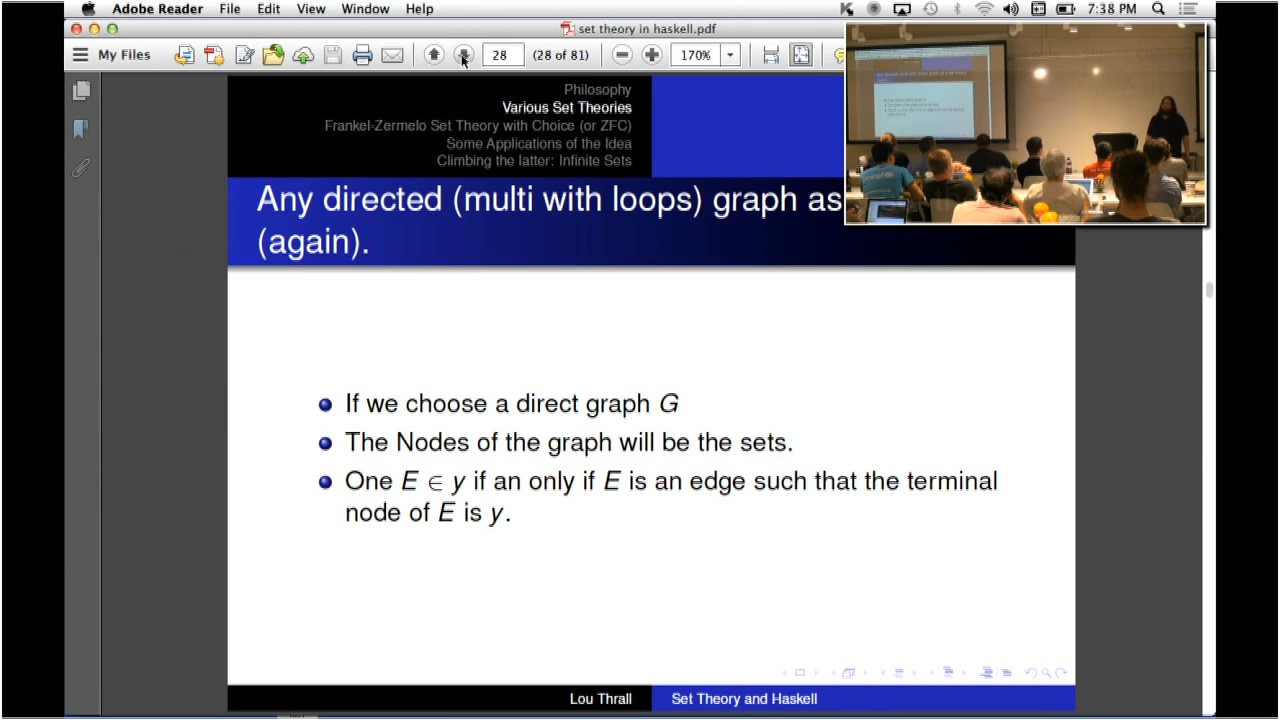 Adobe Reader File Edit View Window Help 7:38 PM
set theory in haskell.pdf
My Files 28 (28 of 81) 170%
Philosophy
Various Set Theories
Frankel-Zermelo Set Theory with Choice (or ZFC)
Some Applications of the Idea
Climbing the latter: Infinite Sets
Any directed (multi with loops) graph as
(again).
If we choose a direct graph G
The Nodes of the graph will be the sets.
One E ∈ y if an only if E is an edge such that the terminal
node of E is y.
Lou Thrall Set Theory and Haskell